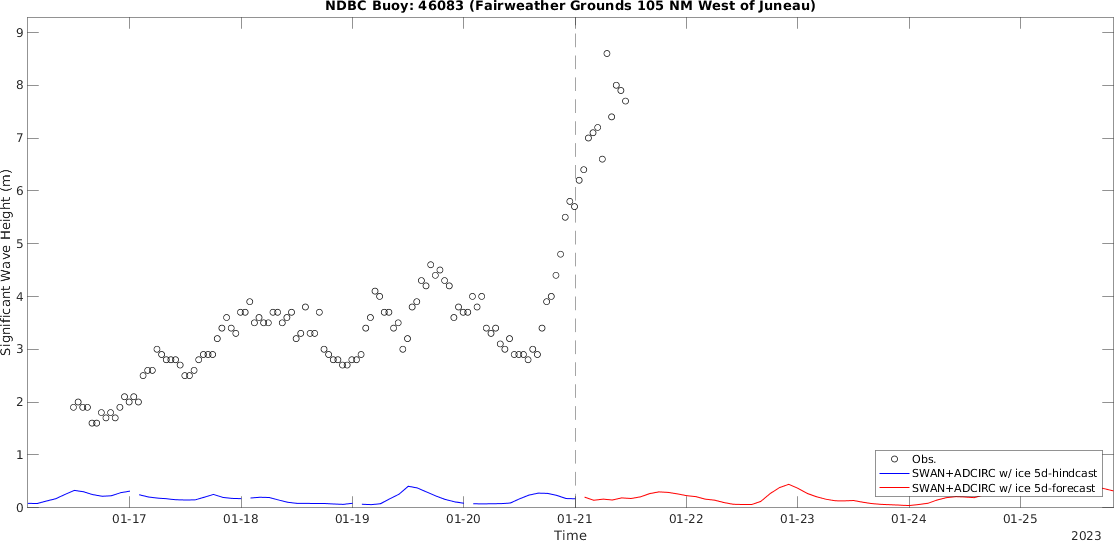 NDBC Buoy: 46083 (Fairweather Grounds 105 NM West of Juneau)
9
8
7
6
5
4
3
2
1
0
Significant Wave Height (m)
Obs.
SWAN+ADCIRC w/ ice 5d-hindcast
SWAN+ADCIRC w/ ice 5d-forecast
01-17 01-18 01-19 01-20 01-21 01-22 01-23 01-24 01-25
Time
2023